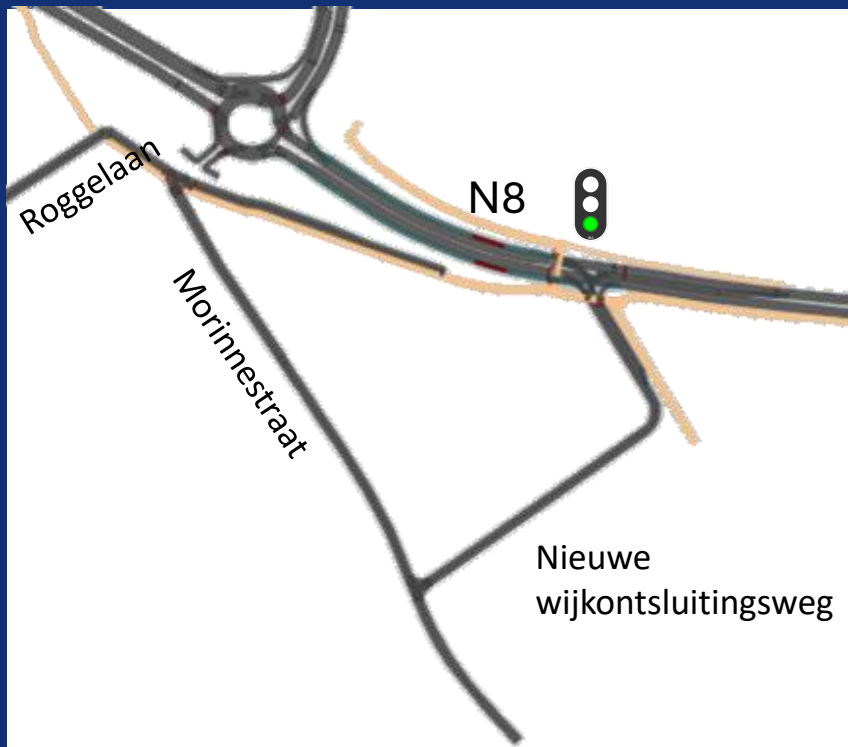 N8
Roggelaan
Morinnestraat
Nieuwe
wijkontsluitingsweg